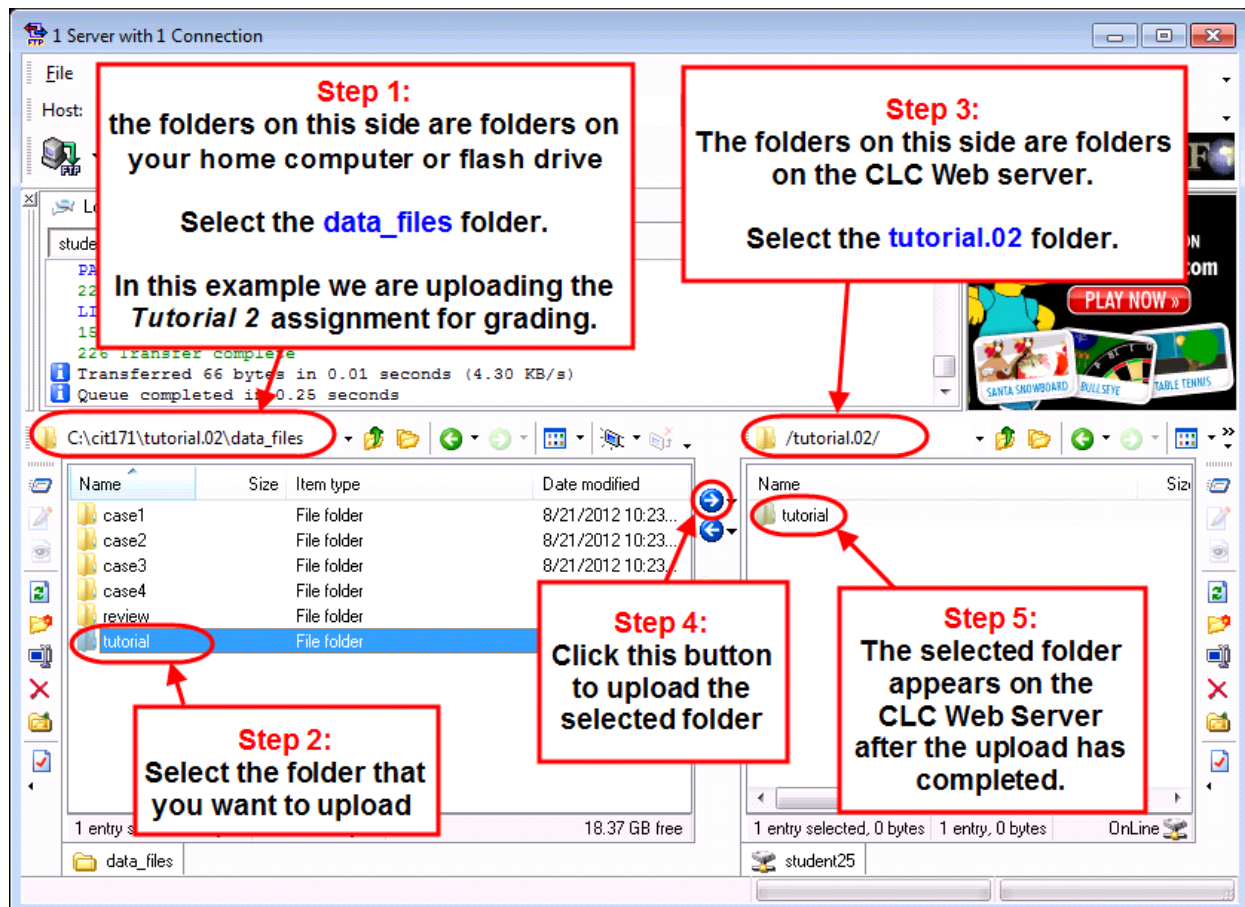 1 Server with 1 Connection
File
Host:
Step 1:
the folders on this side are folders on
your home computer or flash drive
Select the data_files folder.
In this example we are uploading the
Tutorial 2 assignment for grading.
Step 3:
The folders on this side are folders
on the CLC Web server.
Select the tutorial.02 folder.
FTP
F
stude
226 Transfer complete
Transferred 66 bytes in 0.01 seconds (4.30 KB/s)
Queue completed in 0.25 seconds
ON
com
PLAY NOW »
SANTA SNOWBOARD
BULLSEYE
TABLE TENNIS
C:\cit171\tutorial.02\data_files
/tutorial.02/
Name Size Item type Date modified
case1 File folder 8/21/2012 10:23...
case2 File folder 8/21/2012 10:23...
case3 File folder 8/21/2012 10:23...
case4 File folder
review File folder
tutorial File folder
Name
tutorial
Step 4:
Click this button
to upload the
selected folder
Step 5:
The selected folder
appears on the
CLC Web Server
after the upload has
completed.
Step 2:
Select the folder that
you want to upload
1 entry s
18.37 GB free
1 entry selected, 0 bytes 1 entry, 0 bytes OnLine
data_files
student25